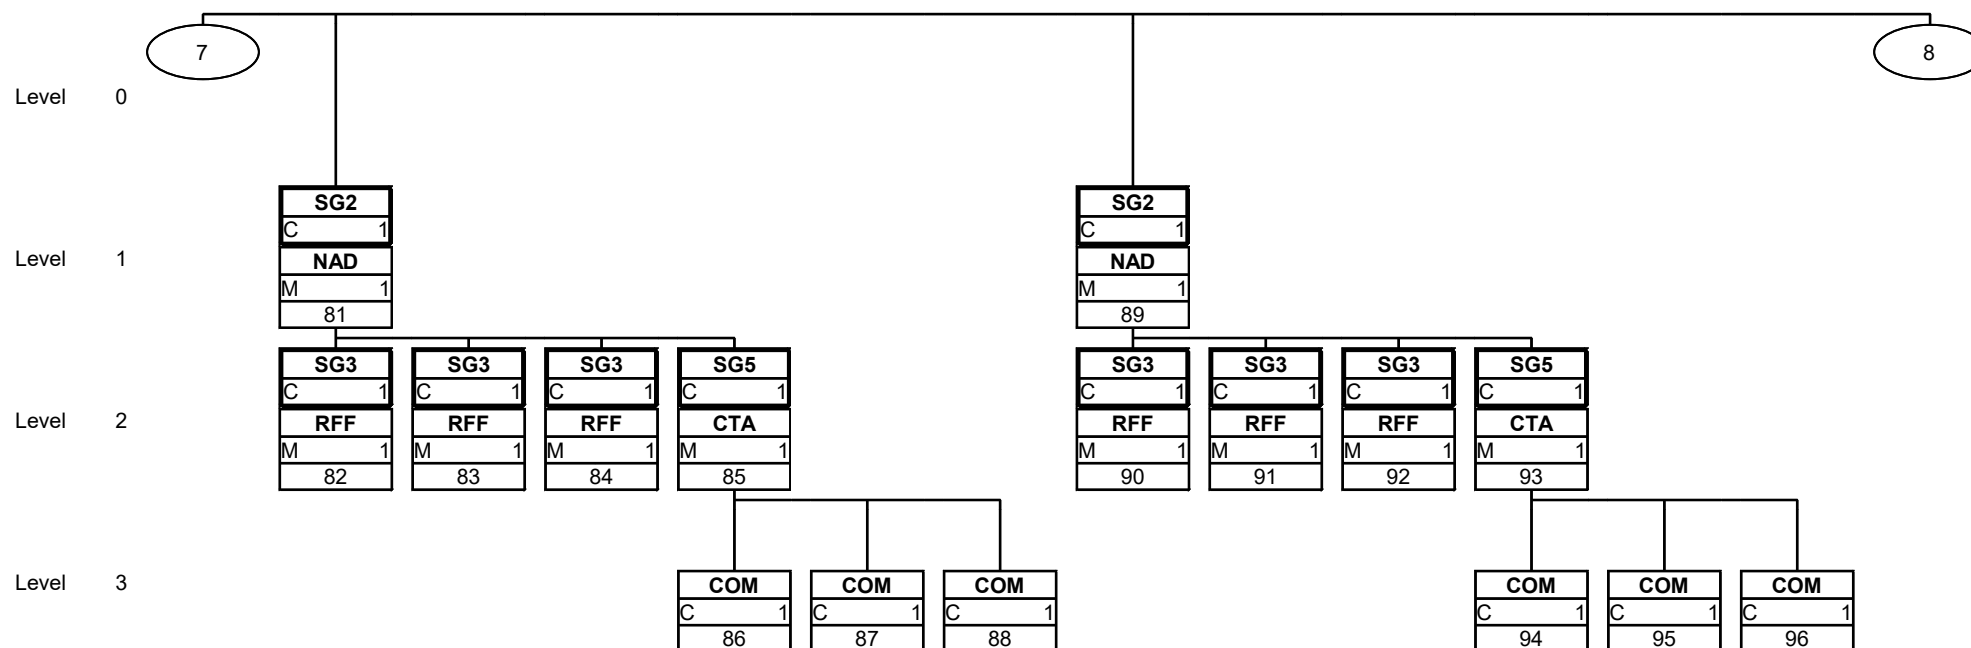 7 8
Level 0
SG2 SG2
C 1 C 1
Level 1 NAD NAD
M 1 M 1
81 89
SG3 SG3 SG3 SG5 SG3 SG3 SG3 SG5
C 1 C 1 C 1 C 1 C 1 C 1 C 1 C 1
Level 2 RFF RFF RFF CTA RFF RFF RFF CTA
M 1 M 1 M 1 M 1 M 1 M 1 M 1 M 1
82 83 84 85 90 91 92 93
Level 3 COM COM COM COM COM COM
C 1 C 1 C 1 C 1 C 1 C 1
86 87 88 94 95 96